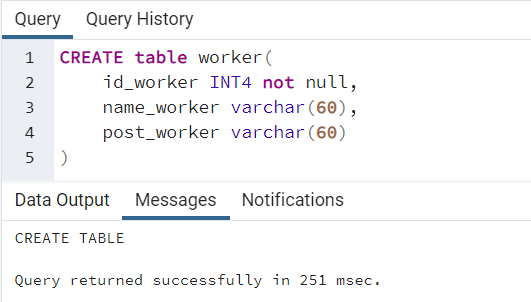 Query Query History
1 CREATE table worker(
2 id_worker INT4 not null,
3 name_worker varchar(60),
4 post_worker varchar(60)
5 )
Data Output Messages Notifications
CREATE TABLE
Query returned successfully in 251 msec.